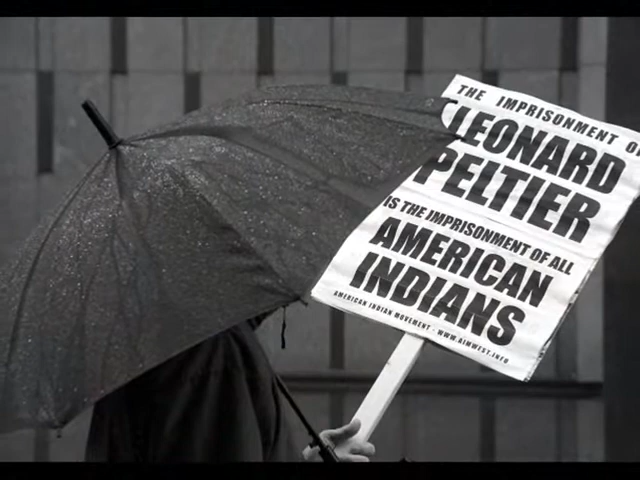 THE IMPRISONMENT OF
LEONARD
PELTIER
IS THE IMPRISONMENT OF ALL
AMERICAN
INDIANS
AMERICAN INDIAN MOVEMENT - WWW.AIMWEST.INFO